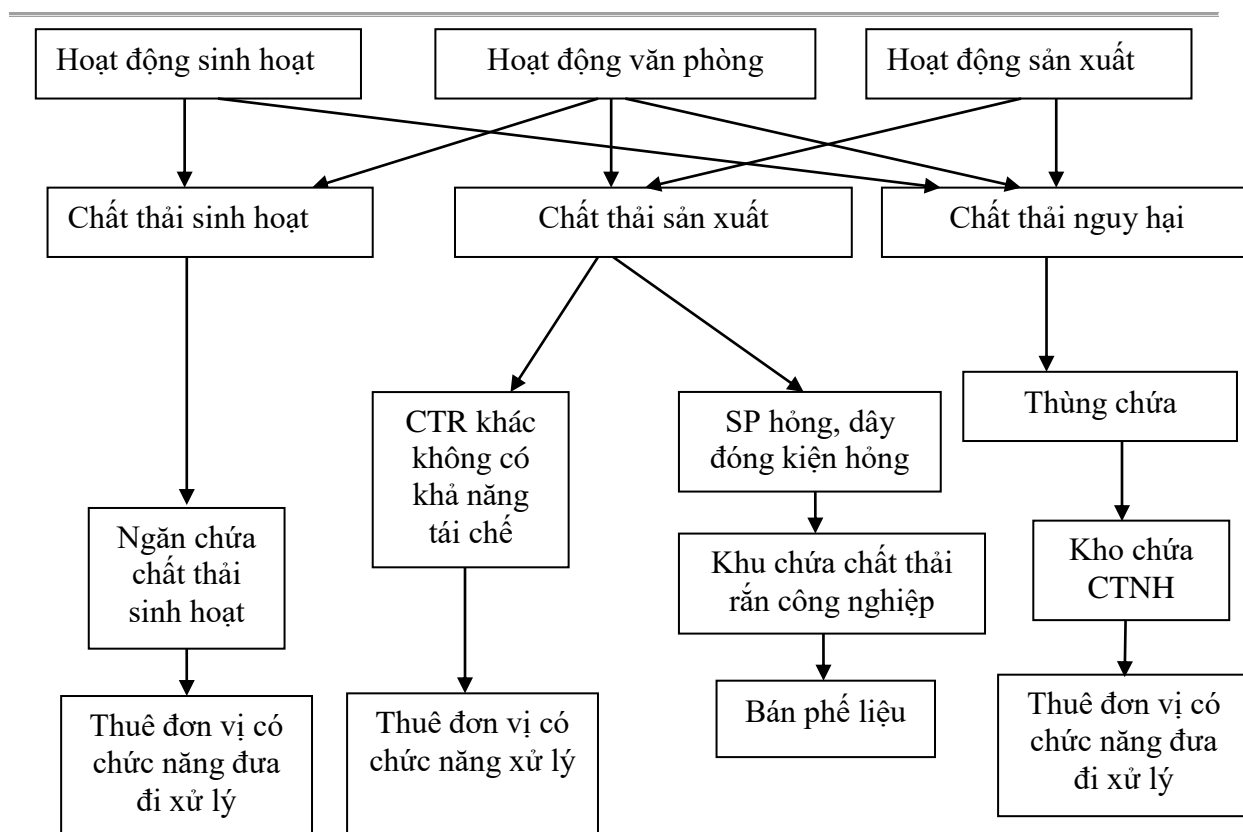 Hoạt động sinh hoạt
Hoạt động văn phòng
Hoạt động sản xuất
Chất thải sinh hoạt
Chất thải sản xuất
Chất thải nguy hại
CTR khác
không có
khả năng
tái chế
SP hỏng, dây
đóng kiện hỏng
Thùng chứa
Ngăn chứa
chất thải
sinh hoạt
Khu chứa chất thải
rắn công nghiệp
Kho chứa
CTNH
Thuê đơn vị có
chức năng đưa
đi xử lý
Thuê đơn vị có
chức năng xử lý
Bán phế liệu
Thuê đơn vị có
chức năng đưa
đi xử lý